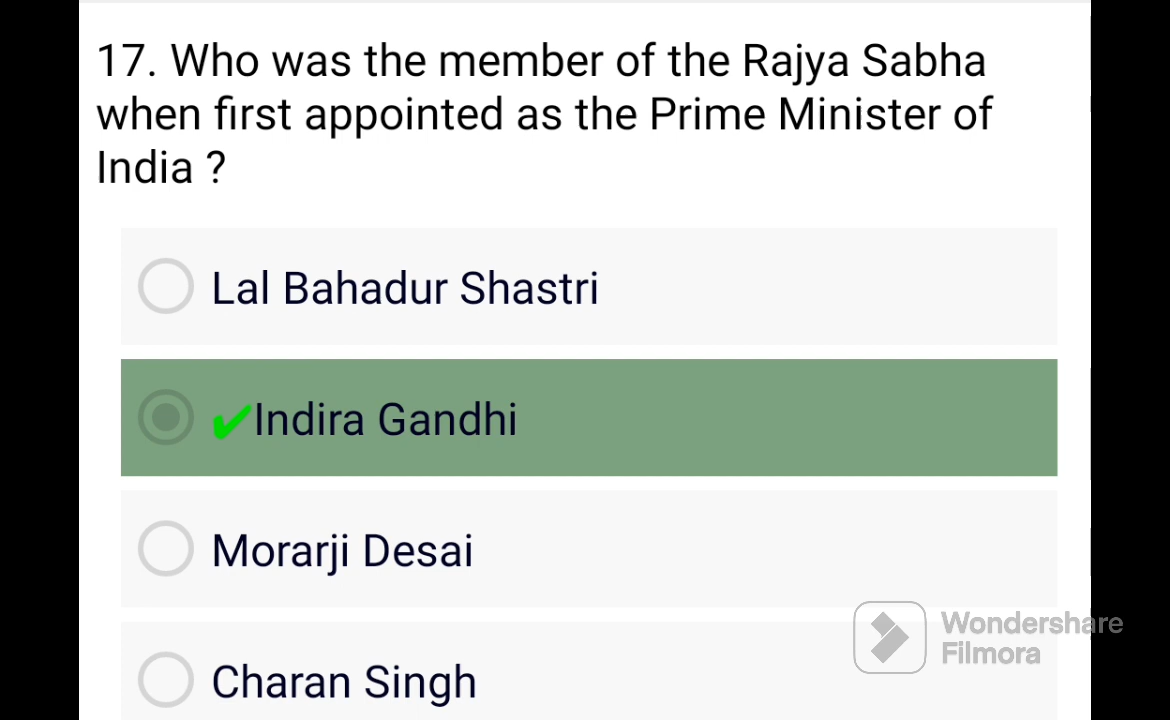 17. Who was the member of the Rajya Sabha
when first appointed as the Prime Minister of
India ?
Lal Bahadur Shastri
✔Indira Gandhi
Morarji Desai
Charan Singh
Wondershare
Filmora